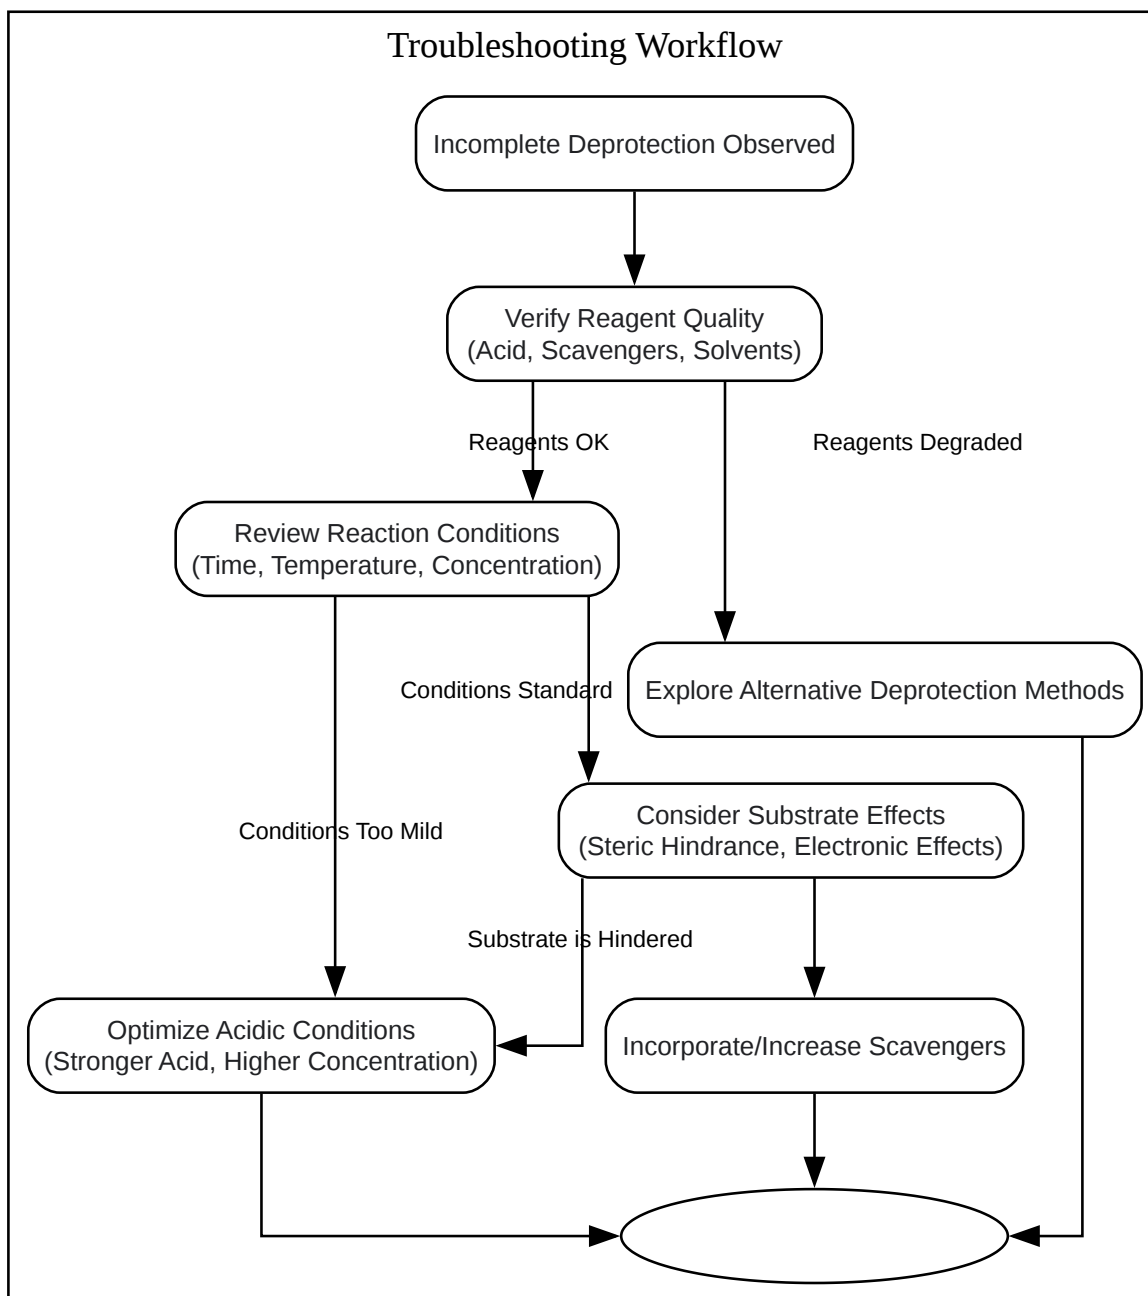 Troubleshooting Workflow
Incomplete Deprotection Observed
Verify Reagent Quality
(Acid, Scavengers, Solvents)
Reagents OK
Reagents Degraded
Review Reaction Conditions
(Time, Temperature, Concentration)
Conditions Standard
Explore Alternative Deprotection Methods
Conditions Too Mild
Consider Substrate Effects
(Steric Hindrance, Electronic Effects)
Substrate is Hindered
Optimize Acidic Conditions
(Stronger Acid, Higher Concentration)
Incorporate/Increase Scavengers